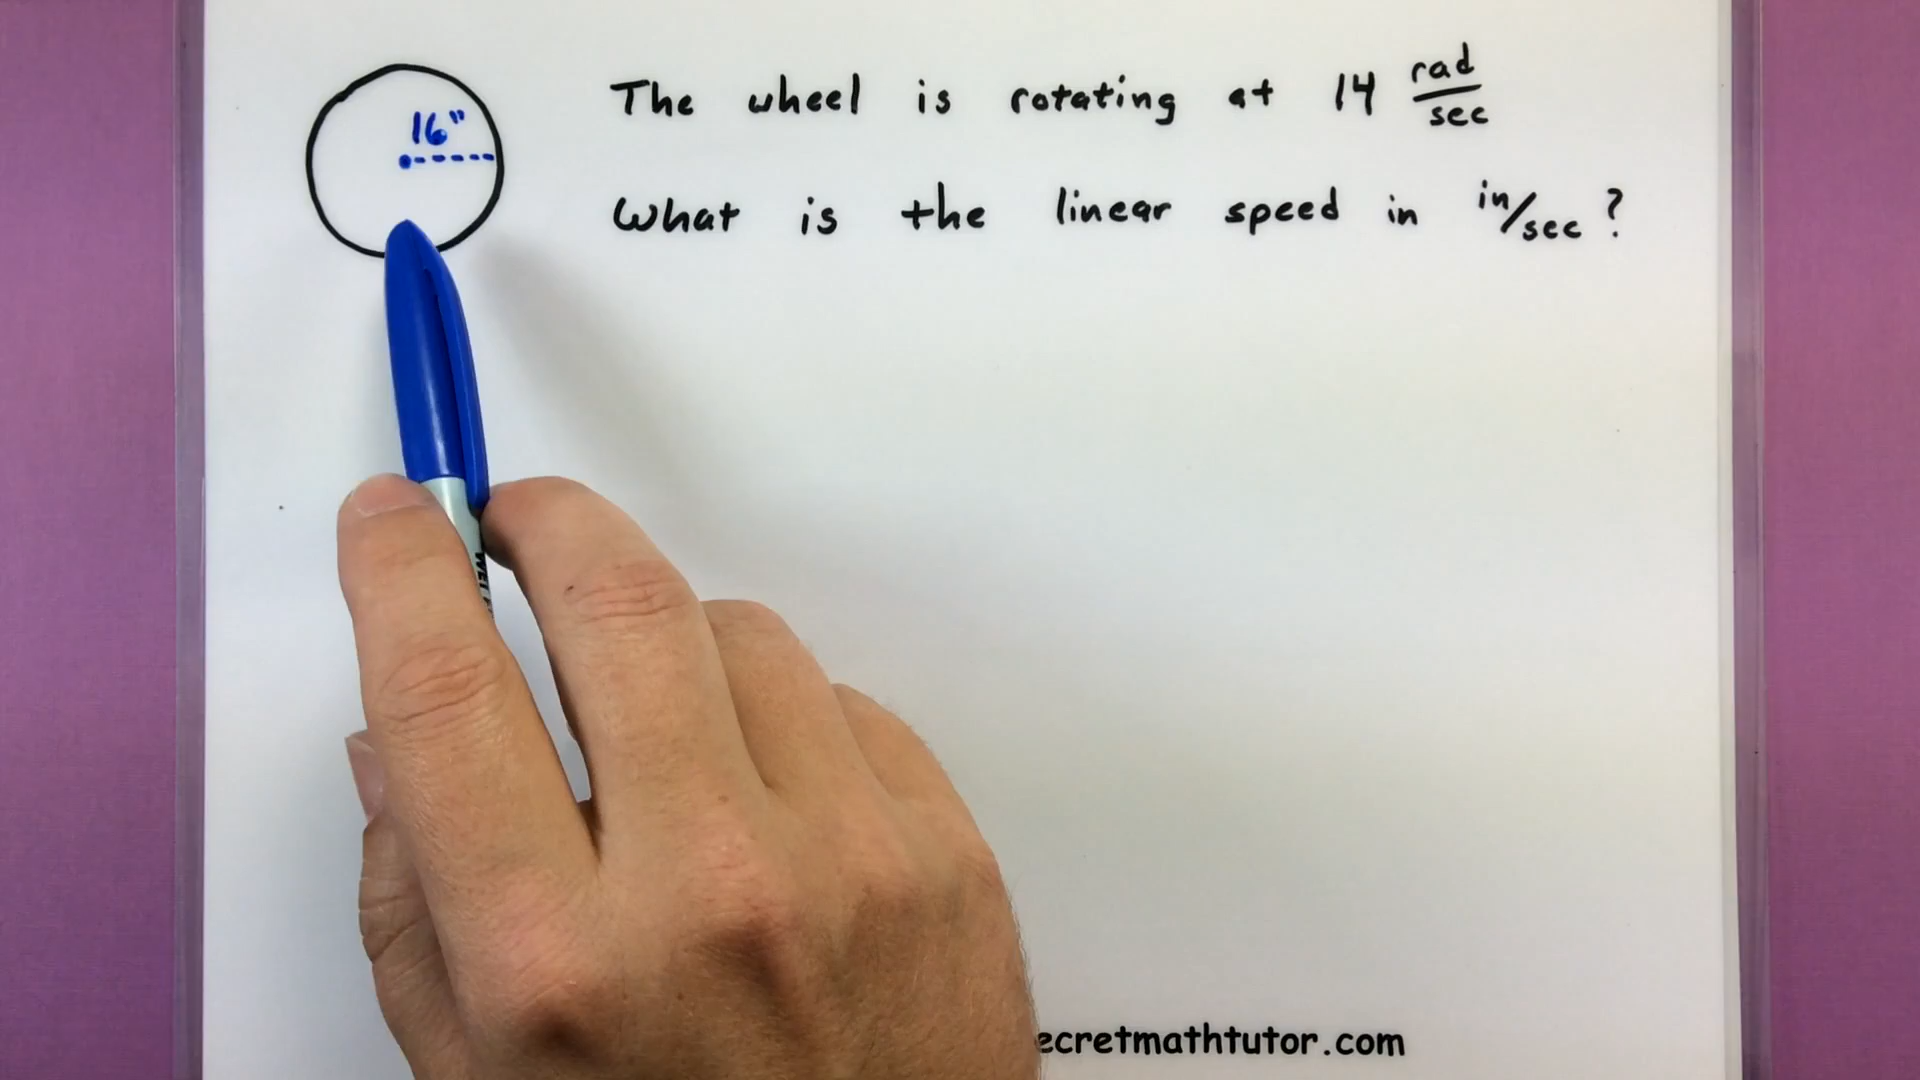 16"
The wheel is rotating at 14 rad/sec
What is the linear speed in in/sec ?
ecretmathtutor.com